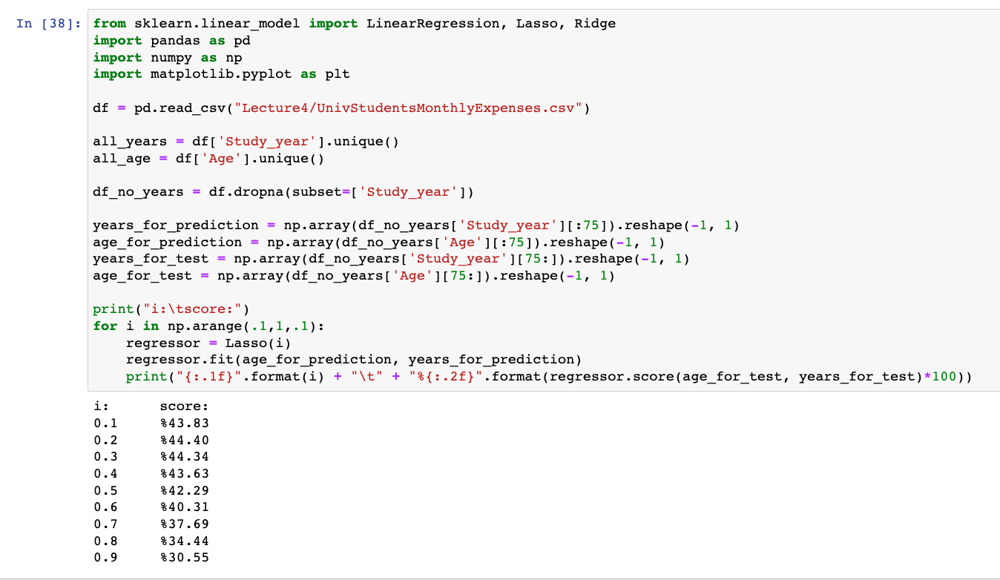 In [38]: from sklearn.linear_model import LinearRegression, Lasso, Ridge
import pandas as pd
import numpy as np
import matplotlib.pyplot as plt

df = pd.read_csv("Lecture4/UnivStudentsMonthlyExpenses.csv")

all_years = df['Study_year'].unique()
all_age = df['Age'].unique()

df_no_years = df.dropna(subset=['Study_year'])

years_for_prediction = np.array(df_no_years['Study_year'][:75]).reshape(-1, 1)
age_for_prediction = np.array(df_no_years['Age'][:75]).reshape(-1, 1)
years_for_test = np.array(df_no_years['Study_year'][75:]).reshape(-1, 1)
age_for_test = np.array(df_no_years['Age'][75:]).reshape(-1, 1)

print("i:\tscore:")
for i in np.arange(.1,1,.1):
    regressor = Lasso(i)
    regressor.fit(age_for_prediction, years_for_prediction)
    print("{:.1f}".format(i) + "\t" + "%{:.2f}".format(regressor.score(age_for_test, years_for_test)*100))
i: score:
0.1 %43.83
0.2 %44.40
0.3 %44.34
0.4 %43.63
0.5 %42.29
0.6 %40.31
0.7 %37.69
0.8 %34.44
0.9 %30.55